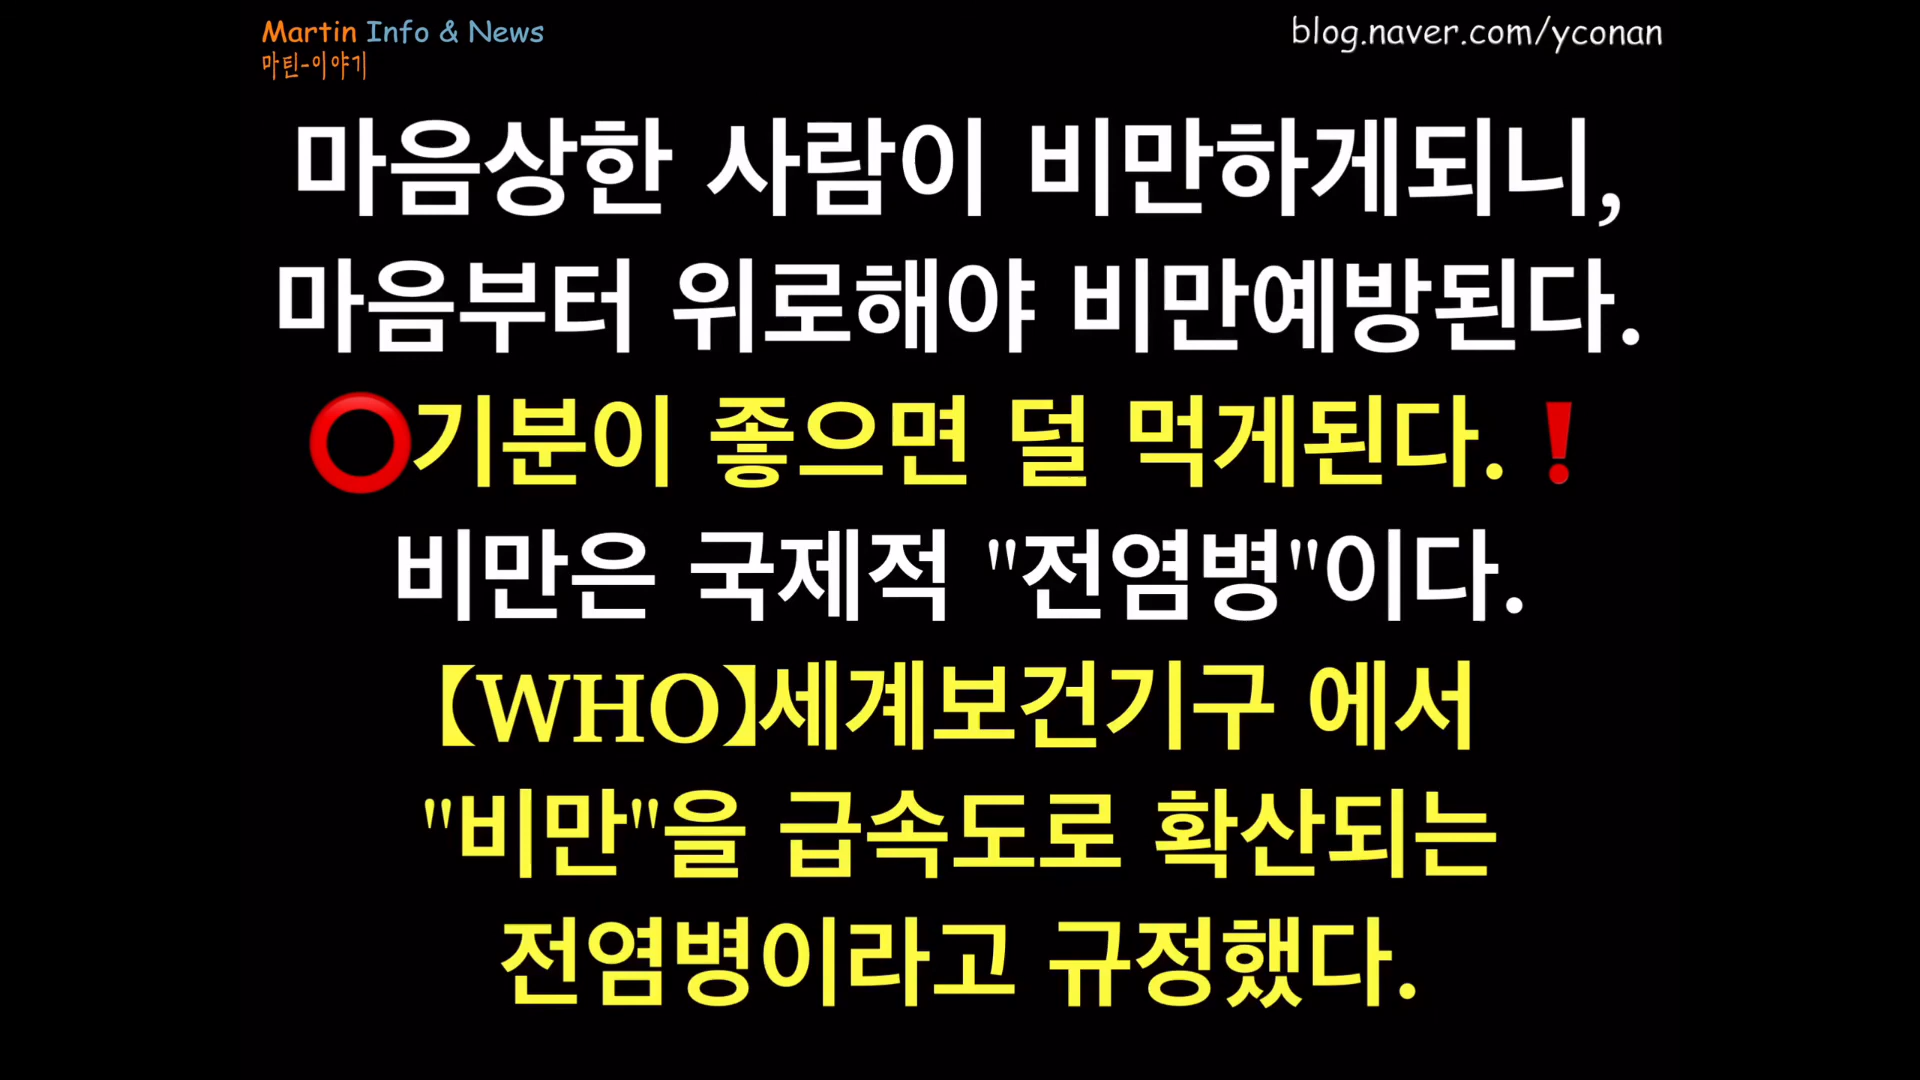 Martin Info & News
마틴-이야기
blog.naver.com/yconan
마음상한 사람이 비만하게되니,
마음부터 위로해야 비만예방된다.
⭕기분이 좋으면 덜 먹게된다.❗
비만은 국제적 "전염병"이다.
【WHO】세계보건기구 에서
"비만"을 급속도로 확산되는
전염병이라고 규정했다.